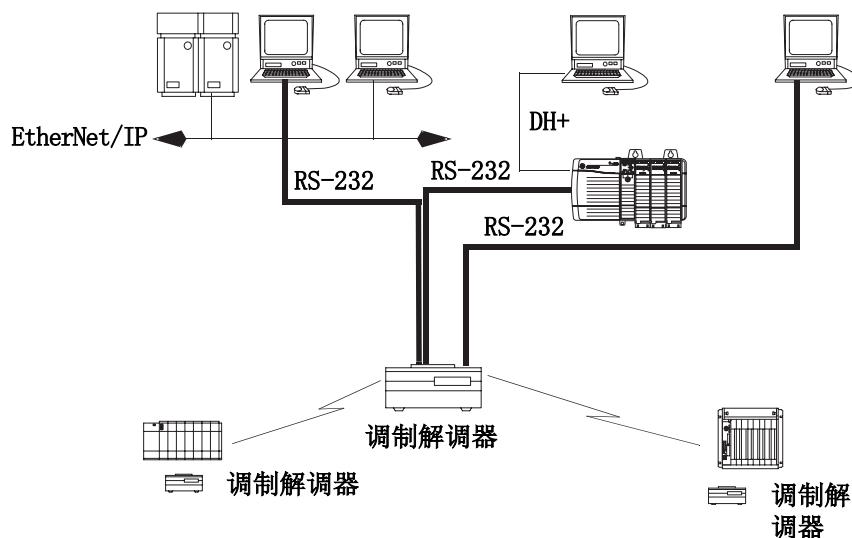 EtherNet/IP
DH+
RS-232
RS-232
RS-232
调制解调器
调制解调器
调制解
调器